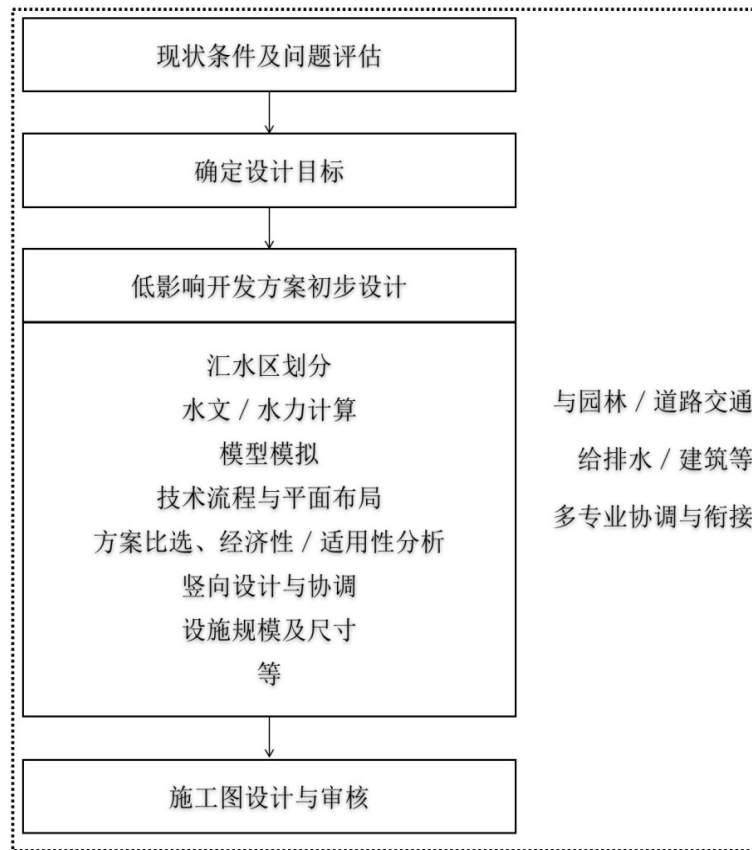 现状条件及问题评估
确定设计目标
低影响开发方案初步设计
汇水区划分
水文 / 水力计算
模型模拟
技术流程与平面布局
方案比选、经济性 / 适用性分析
竖向设计与协调
设施规模及尺寸
等
与园林 / 道路交通
给排水 / 建筑等
多专业协调与衔接
施工图设计与审核